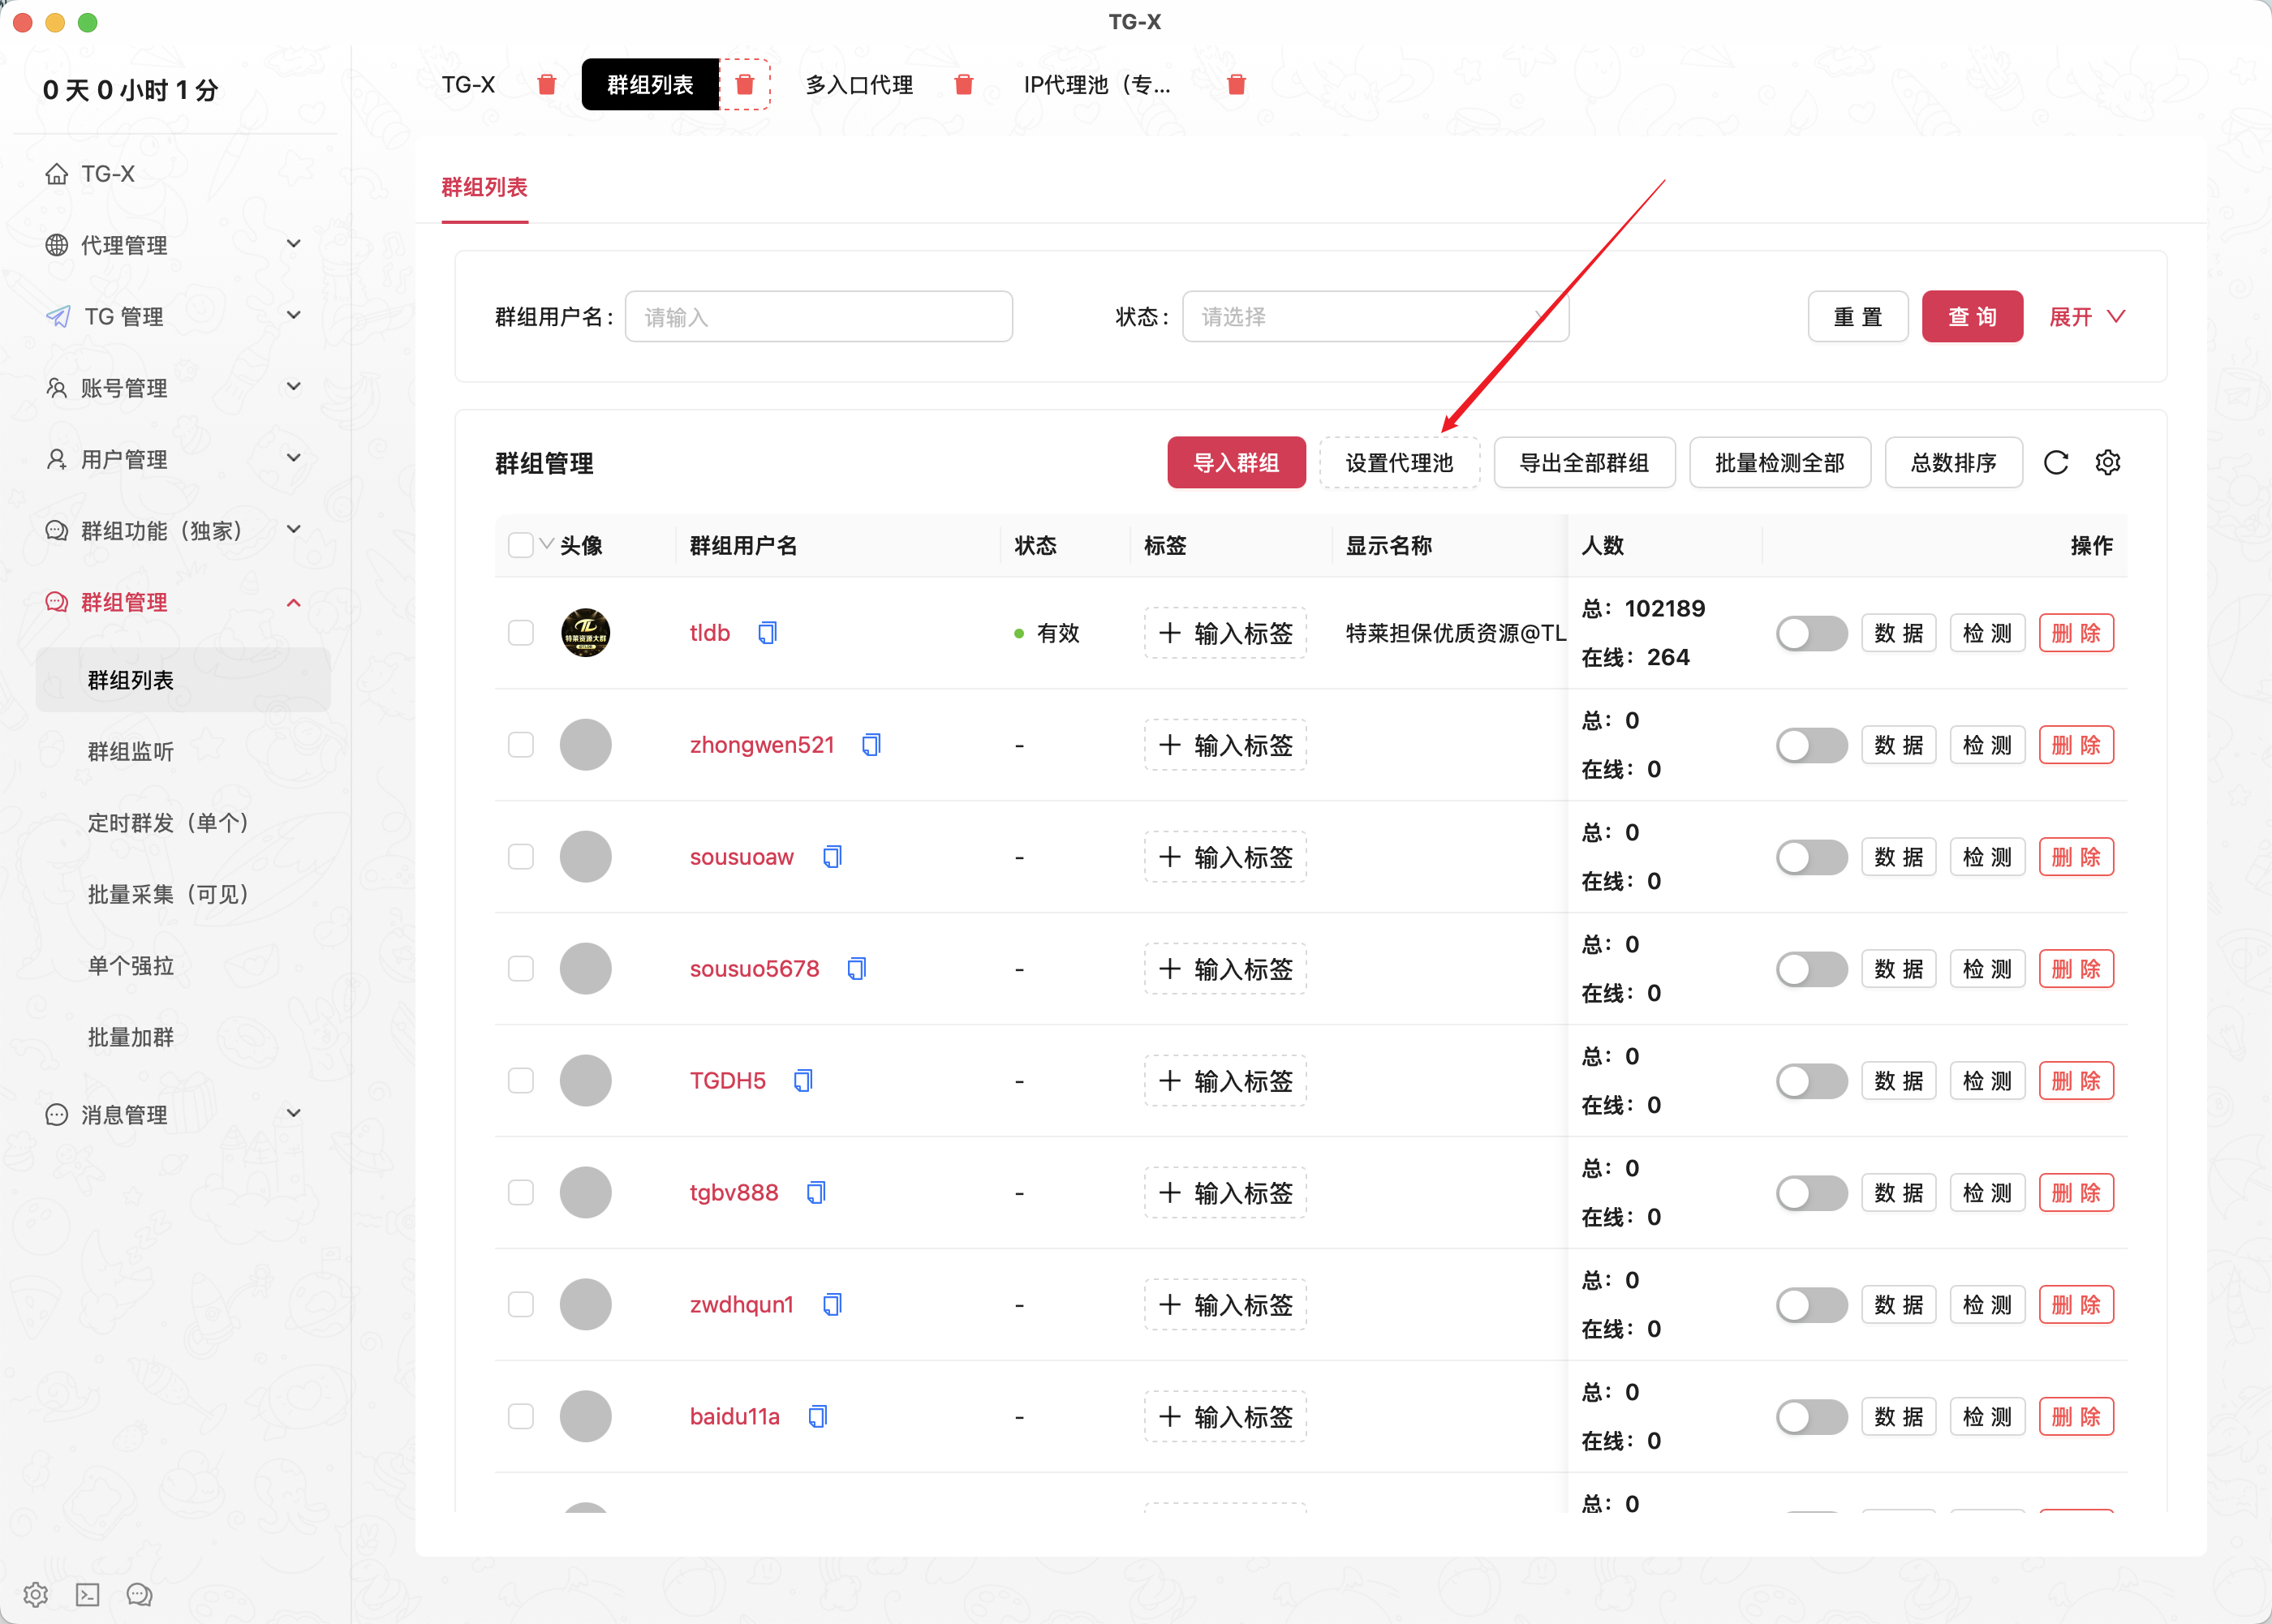 TG-X
0 天 0 小时 1 分
TG-X
群组列表
多入口代理
IP代理池（专...
TG-X
代理管理
TG 管理
账号管理
用户管理
群组功能（独家）
群组管理
群组列表
群组监听
定时群发（单个）
批量采集（可见）
单个强拉
批量加群
消息管理
群组列表
群组用户名: 请输入 状态: 请选择 重 置 查 询 展开
群组管理 导入群组 设置代理池 导出全部群组 批量检测全部 总数排序
头像 群组用户名 状态 标签 显示名称 人数 操作
特莱资源大群
tldb 有效 输入标签 特莱担保优质资源@TL 总: 102189 在线: 264 数 据 检 测 删 除
zhongwen521 - 输入标签 总: 0 在线: 0 数 据 检 测 删 除
sousuoaw - 输入标签 总: 0 在线: 0 数 据 检 测 删 除
sousuo5678 - 输入标签 总: 0 在线: 0 数 据 检 测 删 除
TGDH5 - 输入标签 总: 0 在线: 0 数 据 检 测 删 除
tgbv888 - 输入标签 总: 0 在线: 0 数 据 检 测 删 除
zwdhqun1 - 输入标签 总: 0 在线: 0 数 据 检 测 删 除
baidu11a - 输入标签 总: 0 在线: 0 数 据 检 测 删 除
总: 0